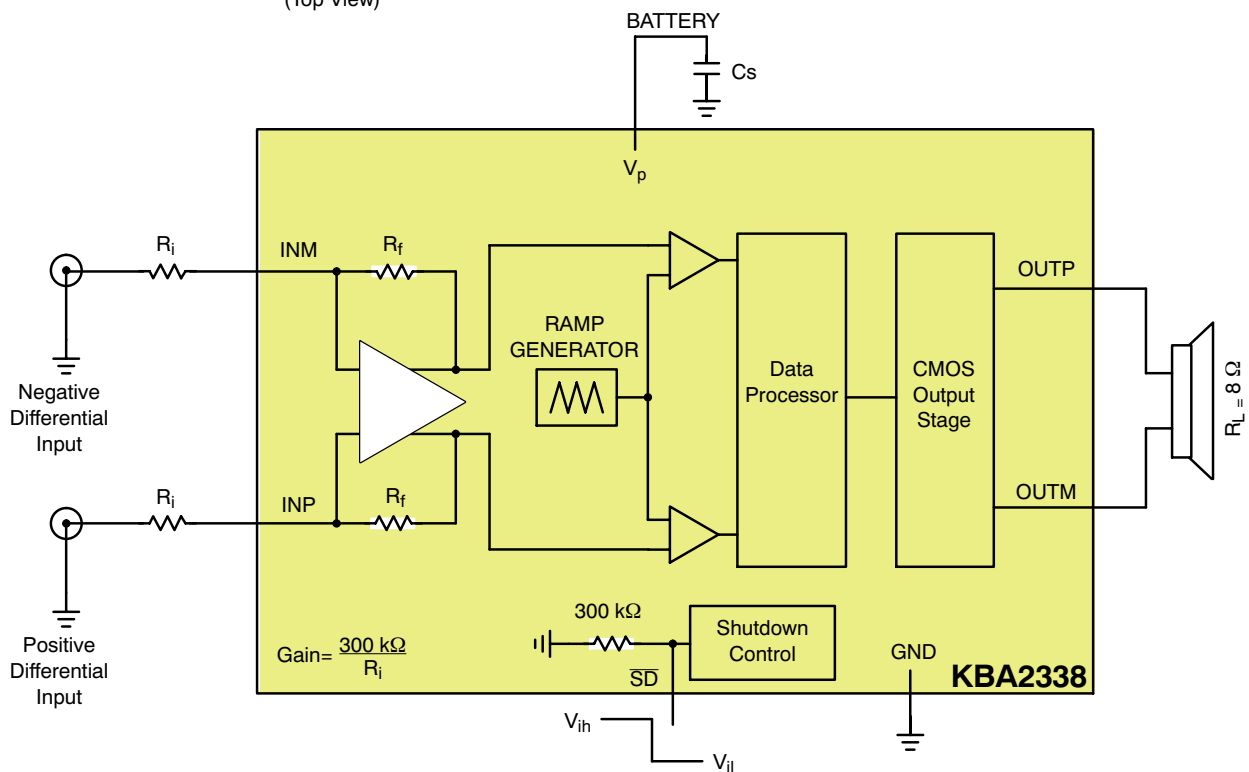 (Top View)
BATTERY
Cs
Vp
Ri
INM
Rf
OUTP
RAMP
GENERATOR
Data
Processor
CMOS
Output
Stage
RL = 8 Ω
Negative
Differential
Input
Ri
INP
Rf
OUTM
300 kΩ
Shutdown
Control
Positive
Differential
Input
Gain= 300 kΩ
Ri
SD
GND
KBA2338
Vih
Vil